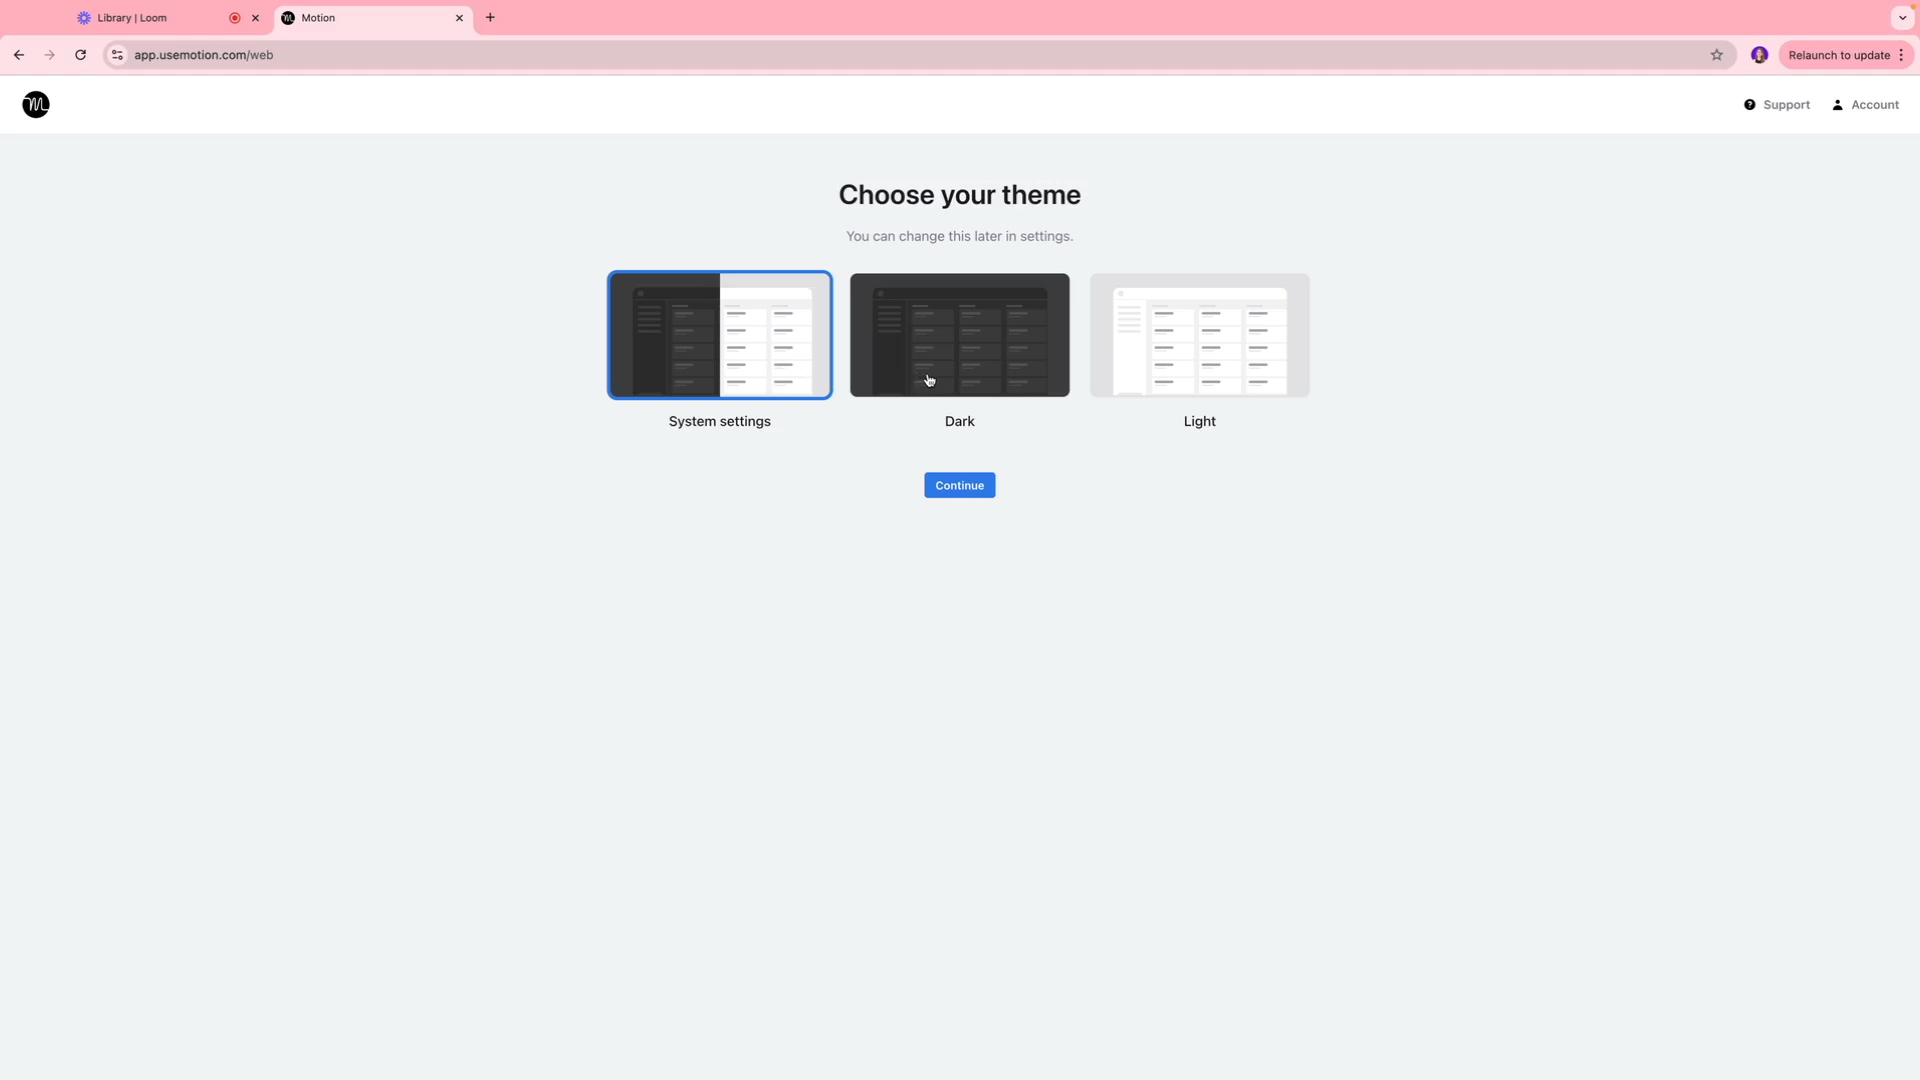 Library | Loom
Motion
app.usemotion.com/web
Relaunch to update
Support
Account
Choose your theme
You can change this later in settings.
System settings
Dark
Light
Continue